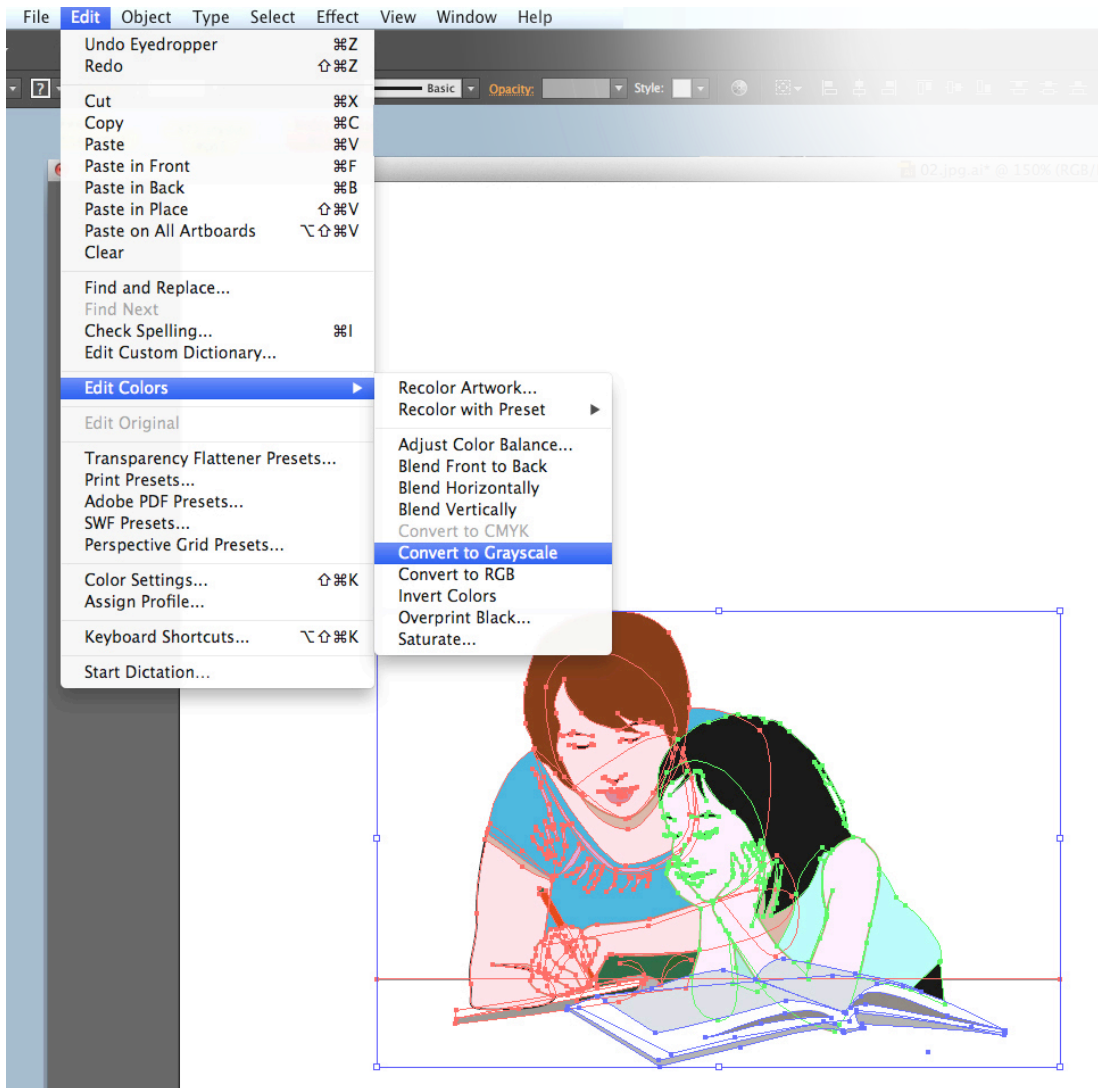 File Edit Object Type Select Effect View Window Help
Undo Eyedropper ⌘Z
Redo ⇧⌘Z
? Basic Opacity: Style:
Cut ⌘X
Copy ⌘C
Paste ⌘V
Paste in Front ⌘F
Paste in Back ⌘B
02.jpg.ai* @ 150% (RGB/
Paste in Place ⇧⌘V
Paste on All Artboards ⌥⇧⌘V
Clear
Find and Replace...
Find Next
Check Spelling... ⌘I
Edit Custom Dictionary...
Edit Colors ▶
Edit Original
Transparency Flattener Presets...
Print Presets...
Adobe PDF Presets...
SWF Presets...
Perspective Grid Presets...
Color Settings... ⇧⌘K
Assign Profile...
Keyboard Shortcuts... ⌥⇧⌘K
Start Dictation...
Recolor Artwork...
Recolor with Preset ▶
Adjust Color Balance...
Blend Front to Back
Blend Horizontally
Blend Vertically
Convert to CMYK
Convert to Grayscale
Convert to RGB
Invert Colors
Overprint Black...
Saturate...